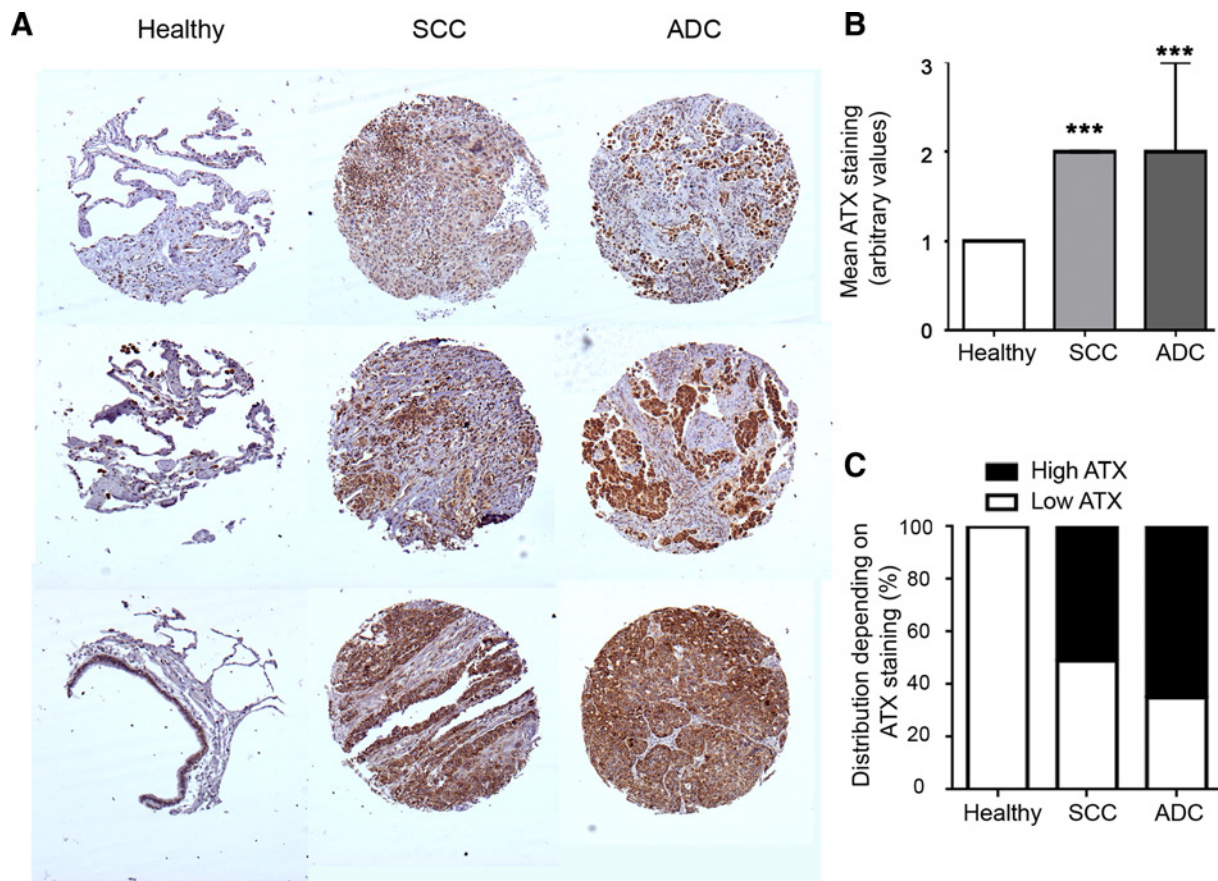 A
Healthy
SCC
ADC
B
Mean ATX staining
(arbitrary values)
3
2
1
0
***
***
Healthy
SCC
ADC
C
High ATX
Low ATX
Distribution depending on
ATX staining (%)
100
80
60
40
20
0
Healthy
SCC
ADC